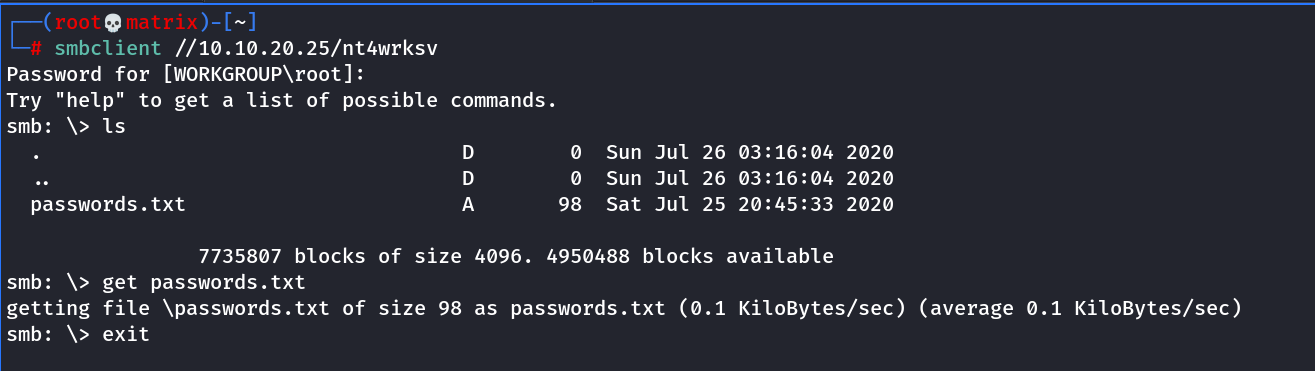 ┌──(root💀matrix)-[~]
└─# smbclient //10.10.20.25/nt4wrksv
Password for [WORKGROUP\root]:
Try "help" to get a list of possible commands.
smb: \> ls
  .                                   D        0  Sun Jul 26 03:16:04 2020
  ..                                  D        0  Sun Jul 26 03:16:04 2020
  passwords.txt                       A       98  Sat Jul 25 20:45:33 2020

                7735807 blocks of size 4096. 4950488 blocks available
smb: \> get passwords.txt
getting file \passwords.txt of size 98 as passwords.txt (0.1 KiloBytes/sec) (average 0.1 KiloBytes/sec)
smb: \> exit